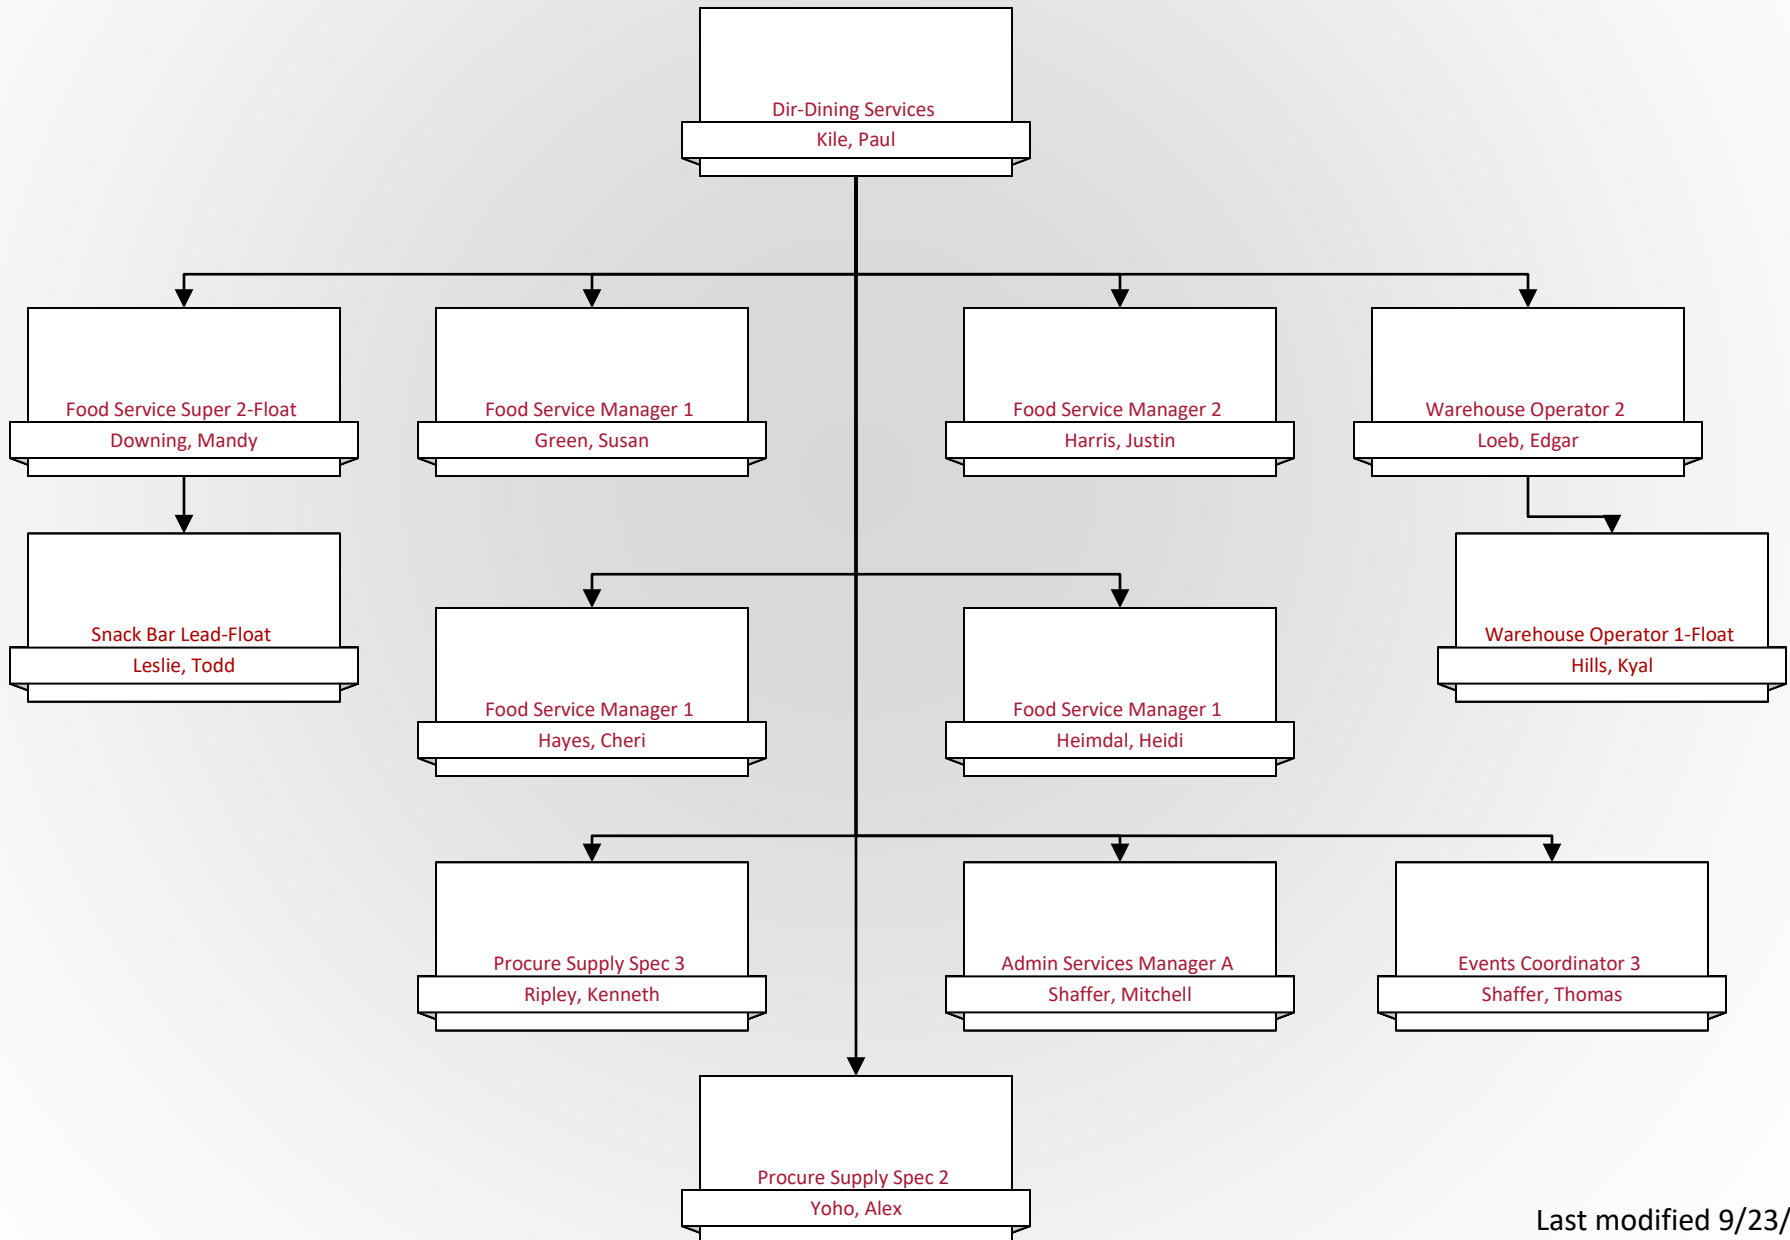 Dir-Dining Services
Kile, Paul
Food Service Super 2-Float
Downing, Mandy
Food Service Manager 1
Green, Susan
Food Service Manager 2
Harris, Justin
Warehouse Operator 2
Loeb, Edgar
Snack Bar Lead-Float
Leslie, Todd
Warehouse Operator 1-Float
Hills, Kyal
Food Service Manager 1
Hayes, Cheri
Food Service Manager 1
Heimdal, Heidi
Procure Supply Spec 3
Ripley, Kenneth
Admin Services Manager A
Shaffer, Mitchell
Events Coordinator 3
Shaffer, Thomas
Procure Supply Spec 2
Yoho, Alex
Last modified 9/23/